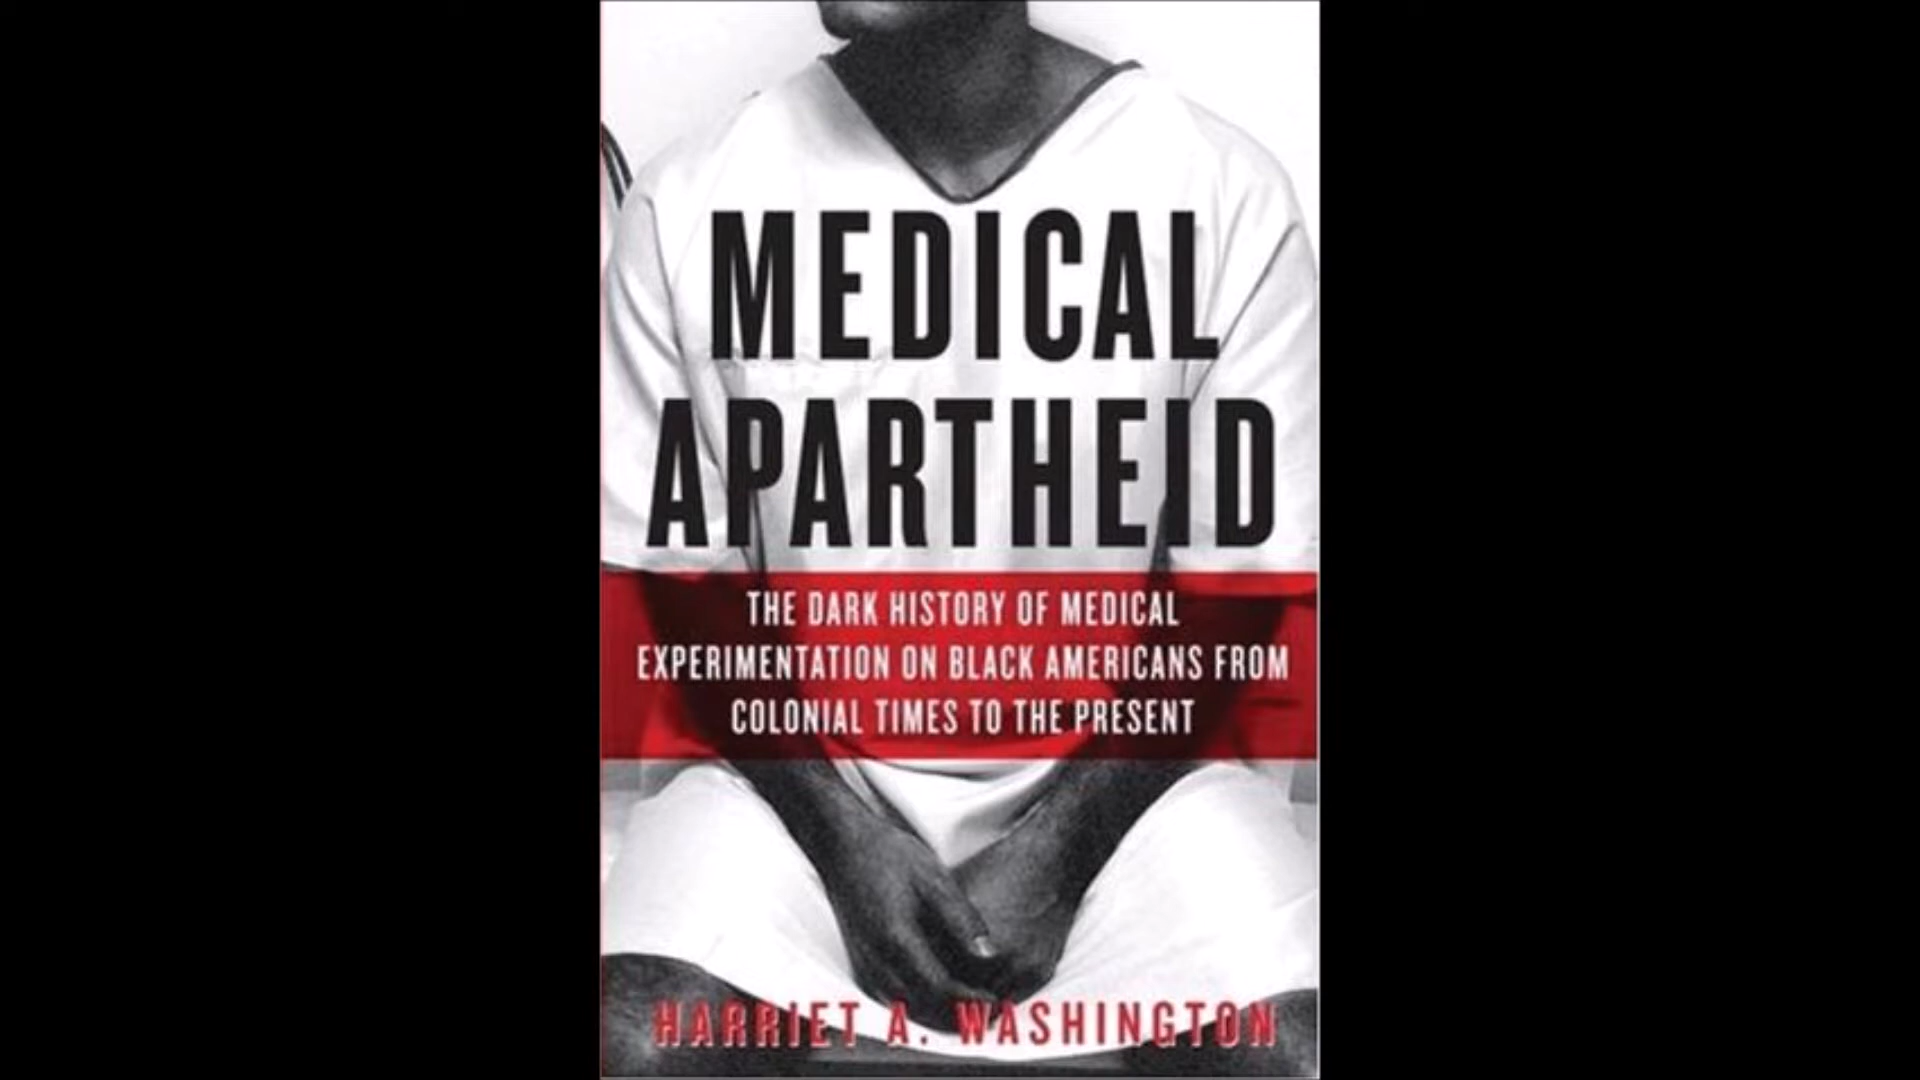 MEDICAL
APARTHEID
THE DARK HISTORY OF MEDICAL
EXPERIMENTATION ON BLACK AMERICANS FROM
COLONIAL TIMES TO THE PRESENT
HARRIET A. WASHINGTON